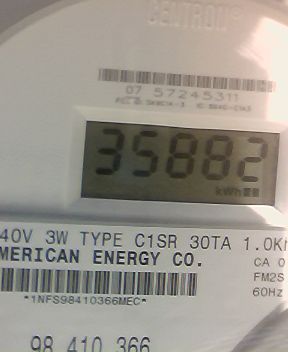 CENTRON®
07 57245311
35882
kWh
40V 3W TYPE C1SR 30TA 1.0K
MERICAN ENERGY CO.
CA 0
FM2S
60Hz
*1NFS98410366MEC*
98 410 366